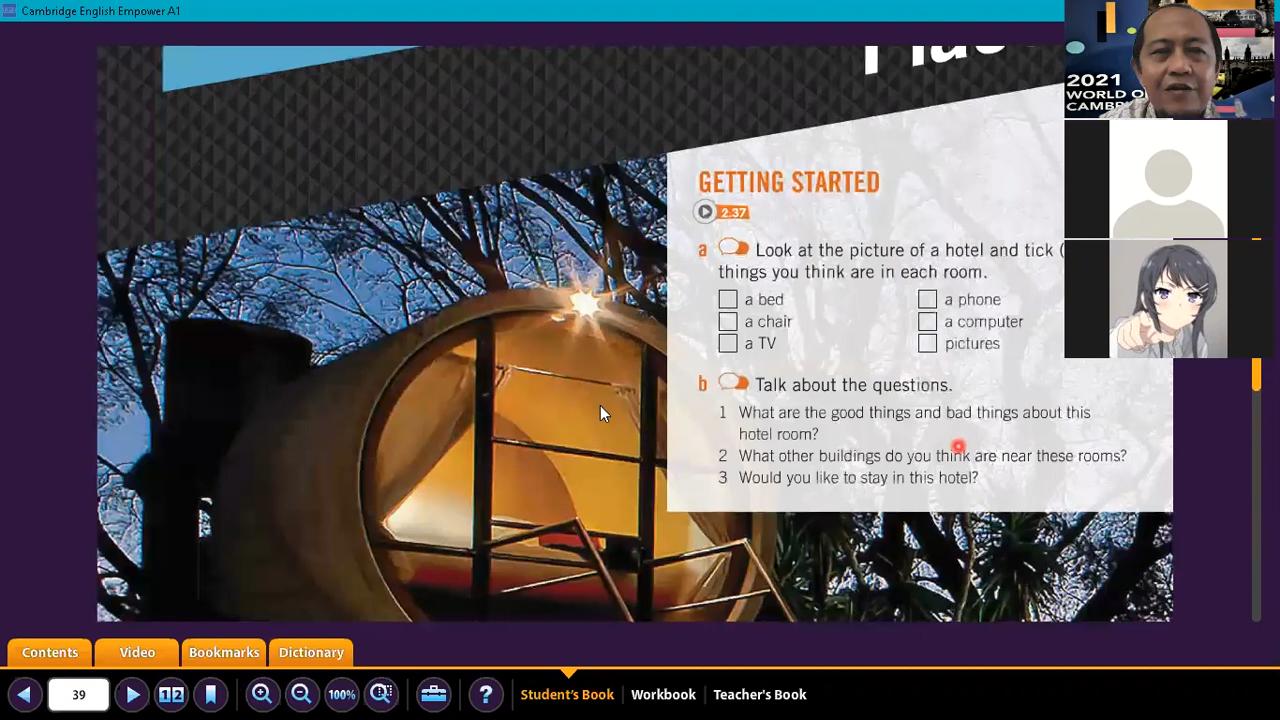 Cambridge English Empower A1
2021
WORLD O
CAMB
GETTING STARTED
2.37
a Look at the picture of a hotel and tick (
things you think are in each room.
a bed
a phone
a chair
a computer
a TV
pictures
b Talk about the questions.
1 What are the good things and bad things about this
hotel room?
2 What other buildings do you think are near these rooms?
3 Would you like to stay in this hotel?
Contents
Video
Bookmarks
Dictionary
39
12
100%
?
Student's Book
Workbook
Teacher's Book